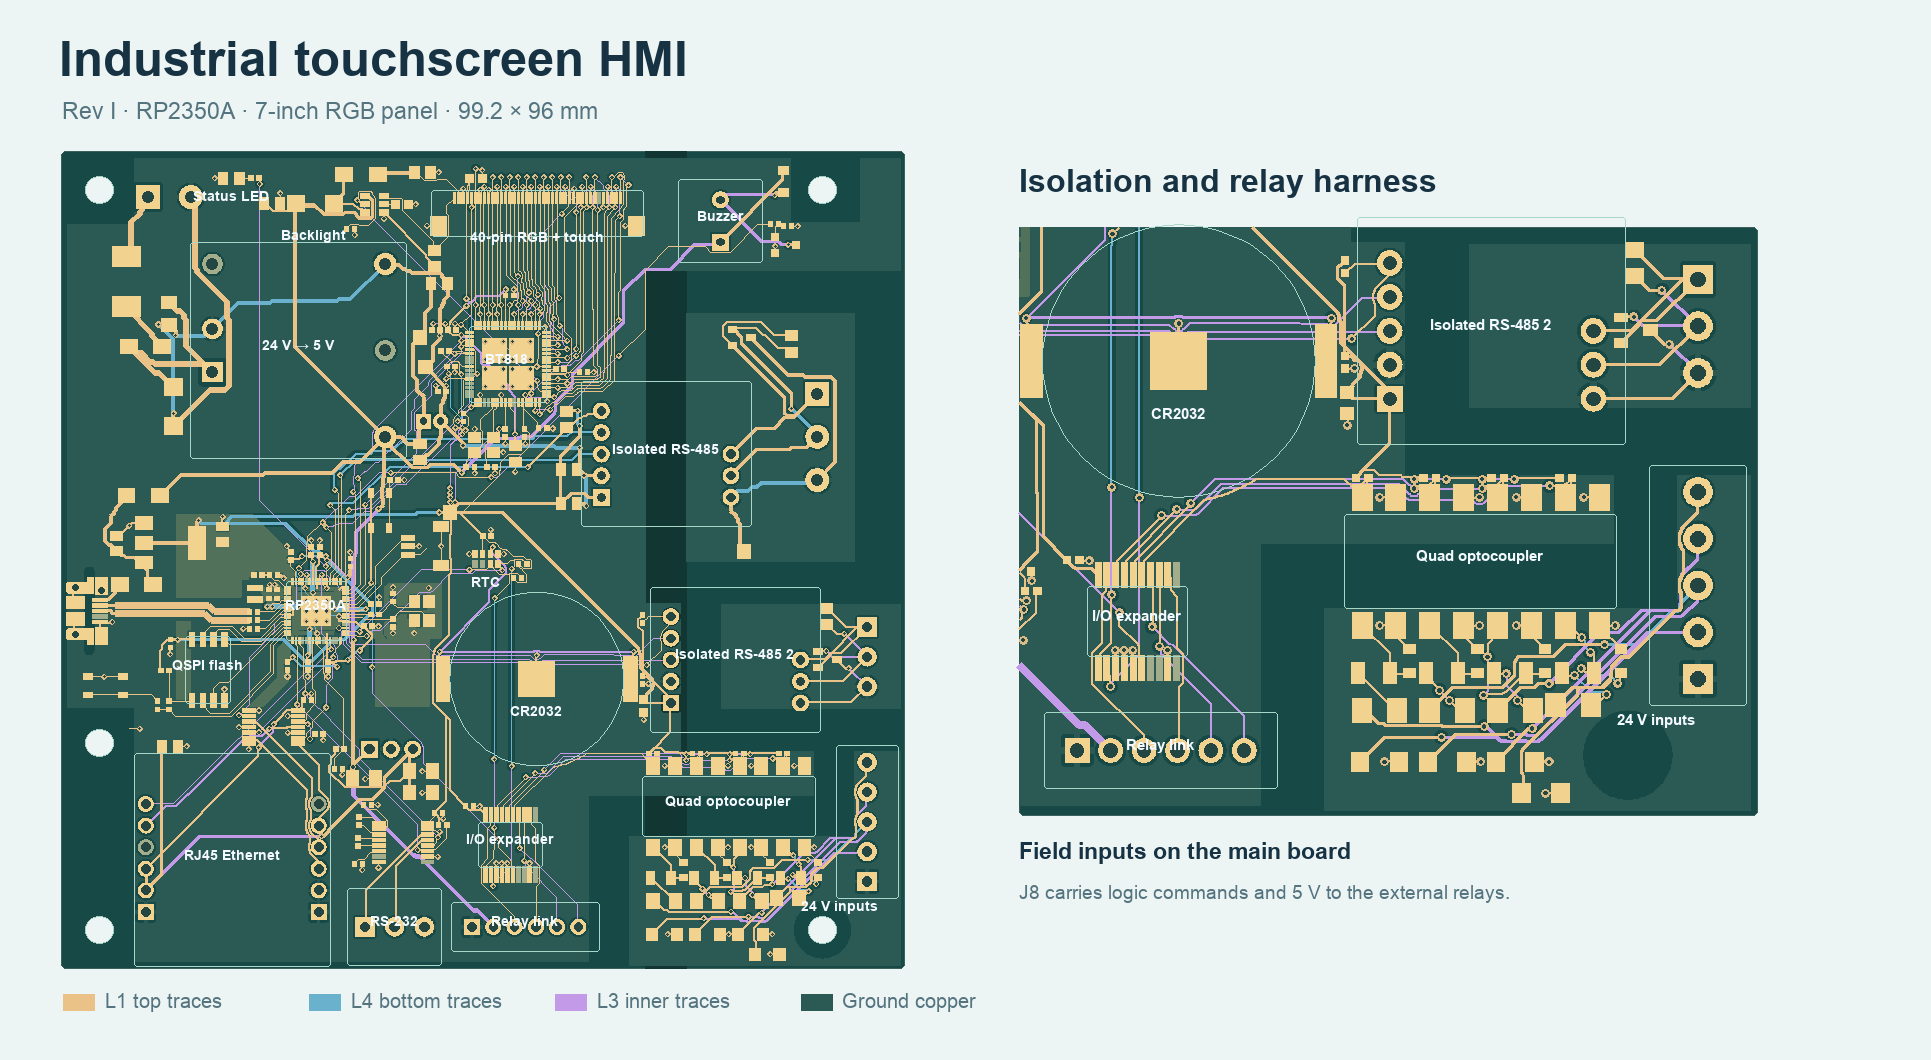 Industrial touchscreen HMI
Rev I · RP2350A · 7-inch RGB panel · 99.2 × 96 mm
Status LED
Backlight
40-pin RGB + touch
Buzzer
24 V → 5 V
BT818
Isolated RS-485
RTC
RP2350A
QSPI flash
Isolated RS-485 2
CR2032
Quad optocoupler
I/O expander
RJ45 Ethernet
RS-232
Relay link
24 V inputs
L1 top traces
L4 bottom traces
L3 inner traces
Ground copper
Isolation and relay harness
Isolated RS-485 2
CR2032
Quad optocoupler
I/O expander
24 V inputs
Relay link
Field inputs on the main board
J8 carries logic commands and 5 V to the external relays.